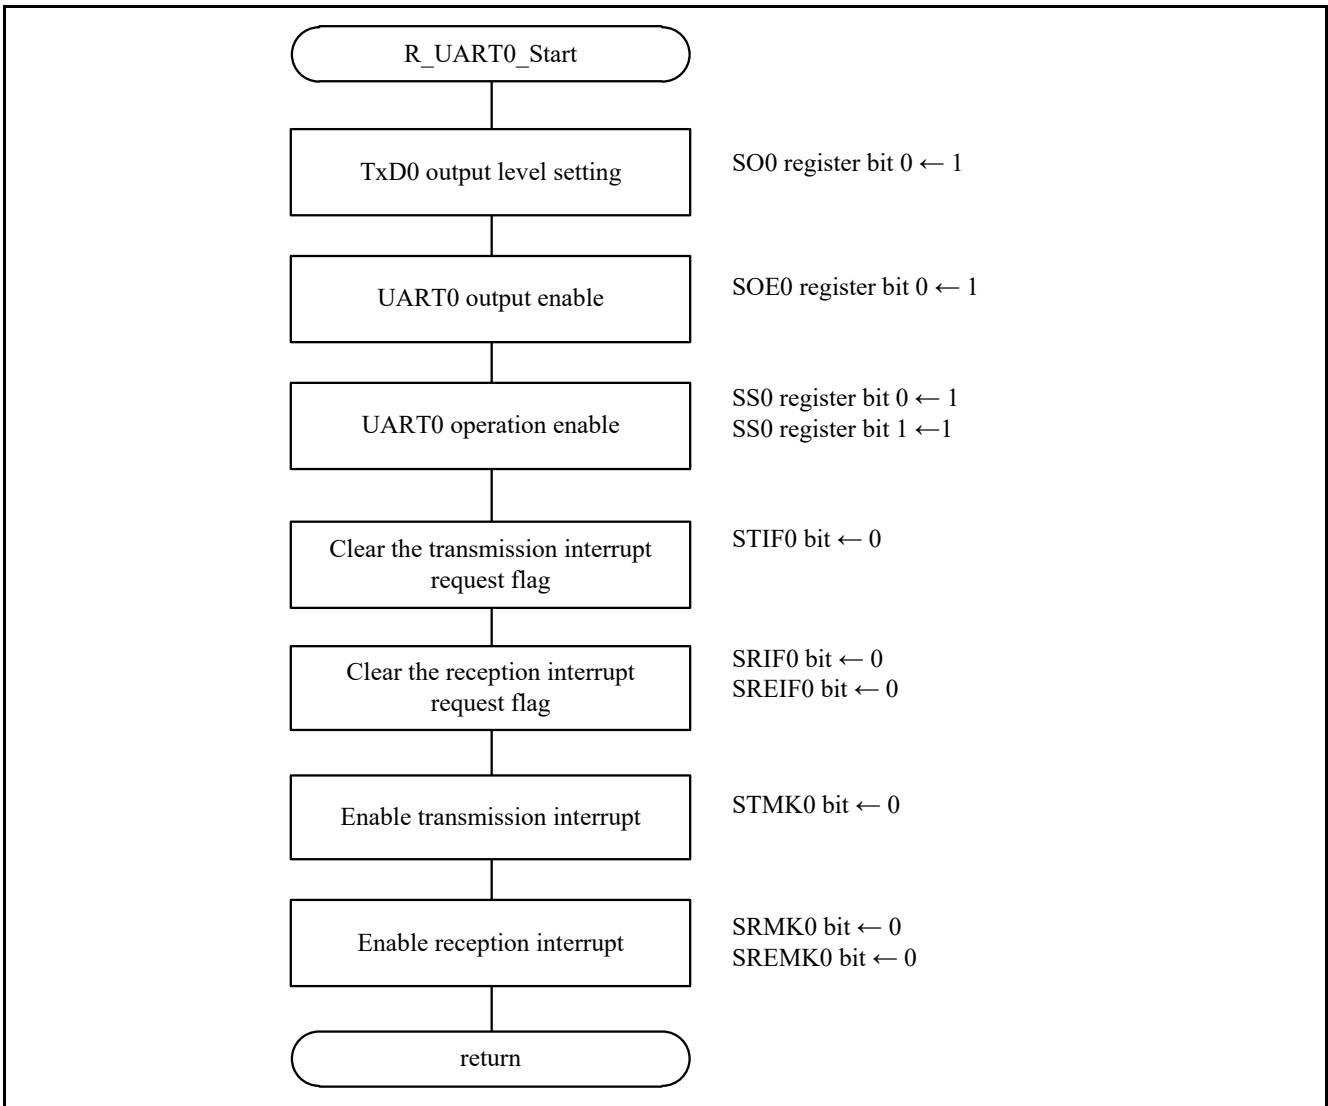 R_UART0_Start
TxD0 output level setting
SO0 register bit 0 ← 1
UART0 output enable
SOE0 register bit 0 ← 1
UART0 operation enable
SS0 register bit 0 ← 1
SS0 register bit 1 ←1
Clear the transmission interrupt
request flag
STIF0 bit ← 0
Clear the reception interrupt
request flag
SRIF0 bit ← 0
SREIF0 bit ← 0
Enable transmission interrupt
STMK0 bit ← 0
Enable reception interrupt
SRMK0 bit ← 0
SREMK0 bit ← 0
return